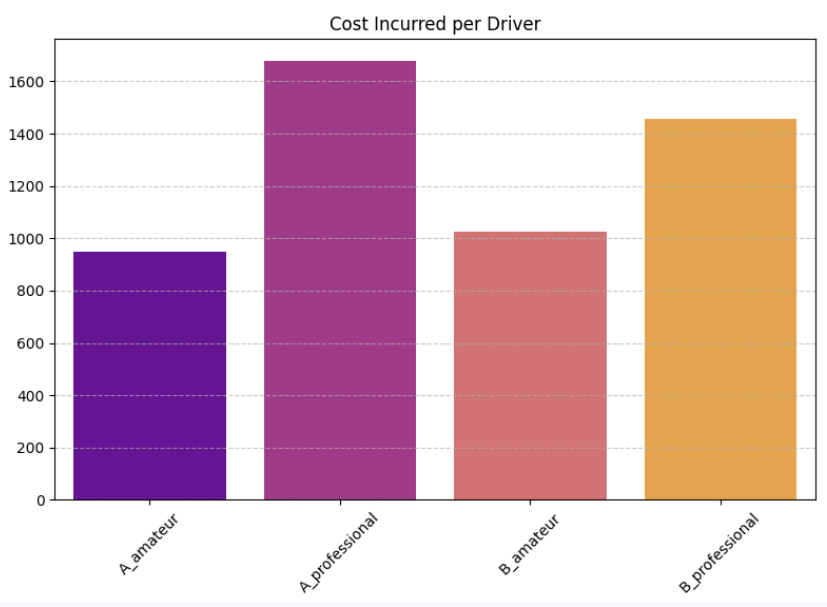 Cost Incurred per Driver
1600
1400
1200
1000
800
600
400
200
0
A_amateur
A_professional
B_amateur
B_professional